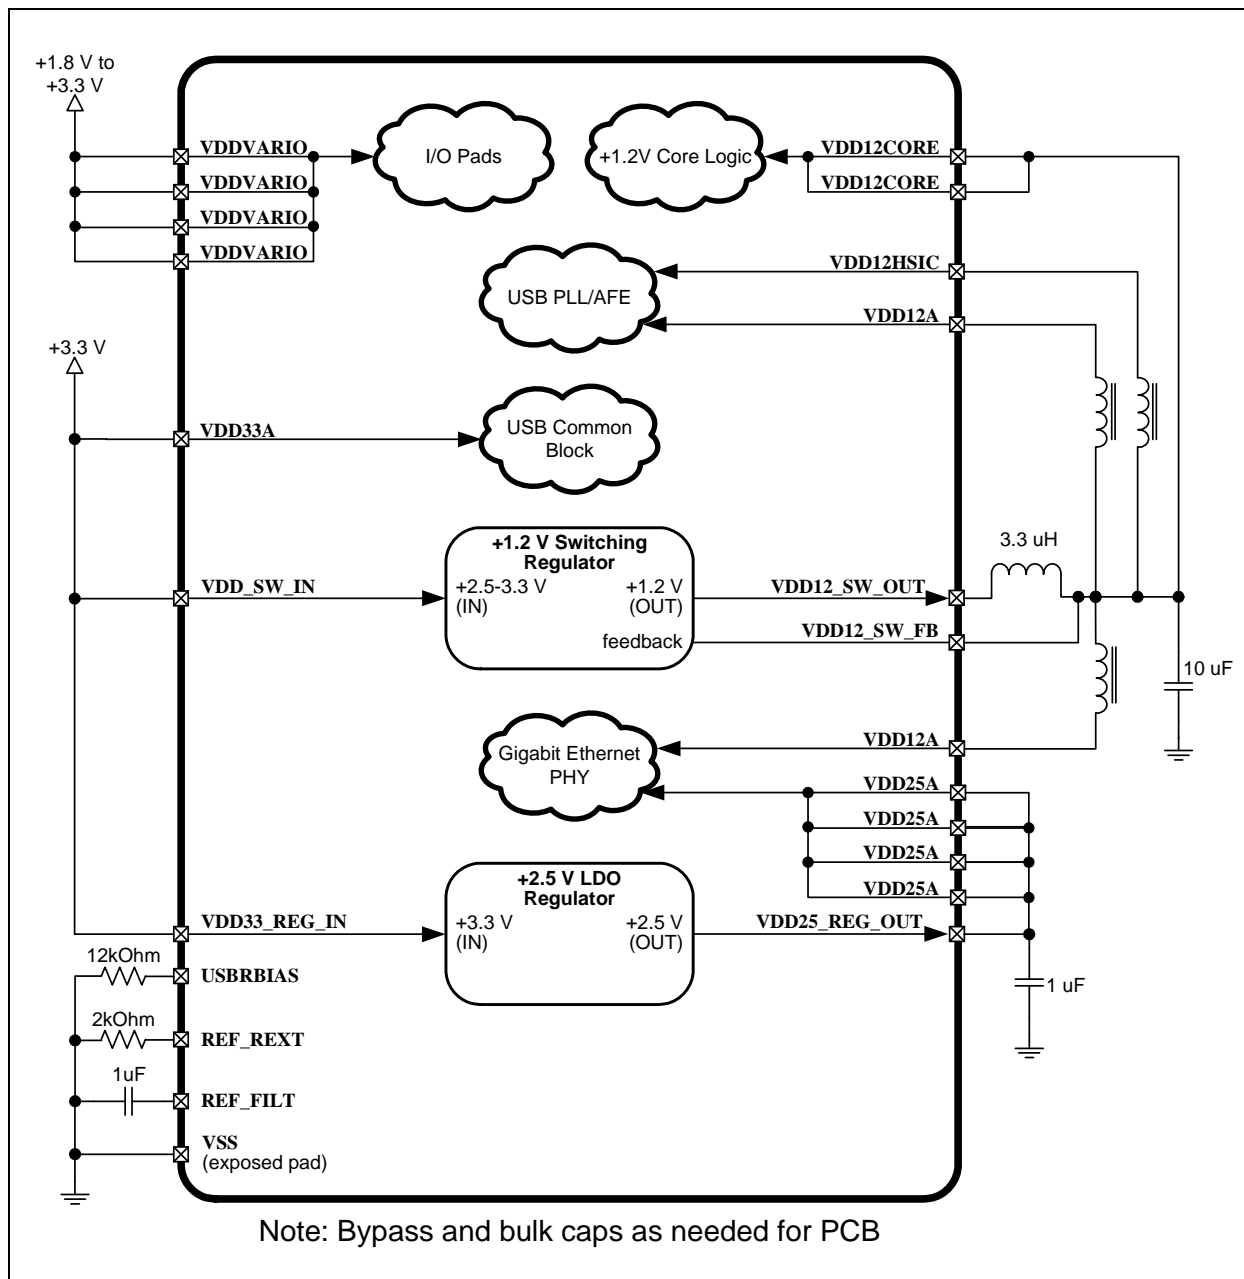 +1.8 V to
+3.3 V
VDDVARIO
VDDVARIO
VDDVARIO
VDDVARIO
I/O Pads
+1.2V Core Logic
VDD12CORE
VDD12CORE
USB PLL/AFE
VDD12HSIC
VDD12A
+3.3 V
VDD33A
USB Common
Block
+1.2 V Switching
Regulator
VDD_SW_IN
+2.5-3.3 V
(IN)
+1.2 V
(OUT)
feedback
VDD12_SW_OUT
VDD12_SW_FB
3.3 uH
10 uF
Gigabit Ethernet
PHY
VDD12A
VDD25A
VDD25A
VDD25A
VDD25A
+2.5 V LDO
Regulator
VDD33_REG_IN
+3.3 V
(IN)
+2.5 V
(OUT)
VDD25_REG_OUT
1 uF
12kOhm
USBRBIAS
2kOhm
REF_REXT
1uF
REF_FILT
VSS
(exposed pad)
Note: Bypass and bulk caps as needed for PCB